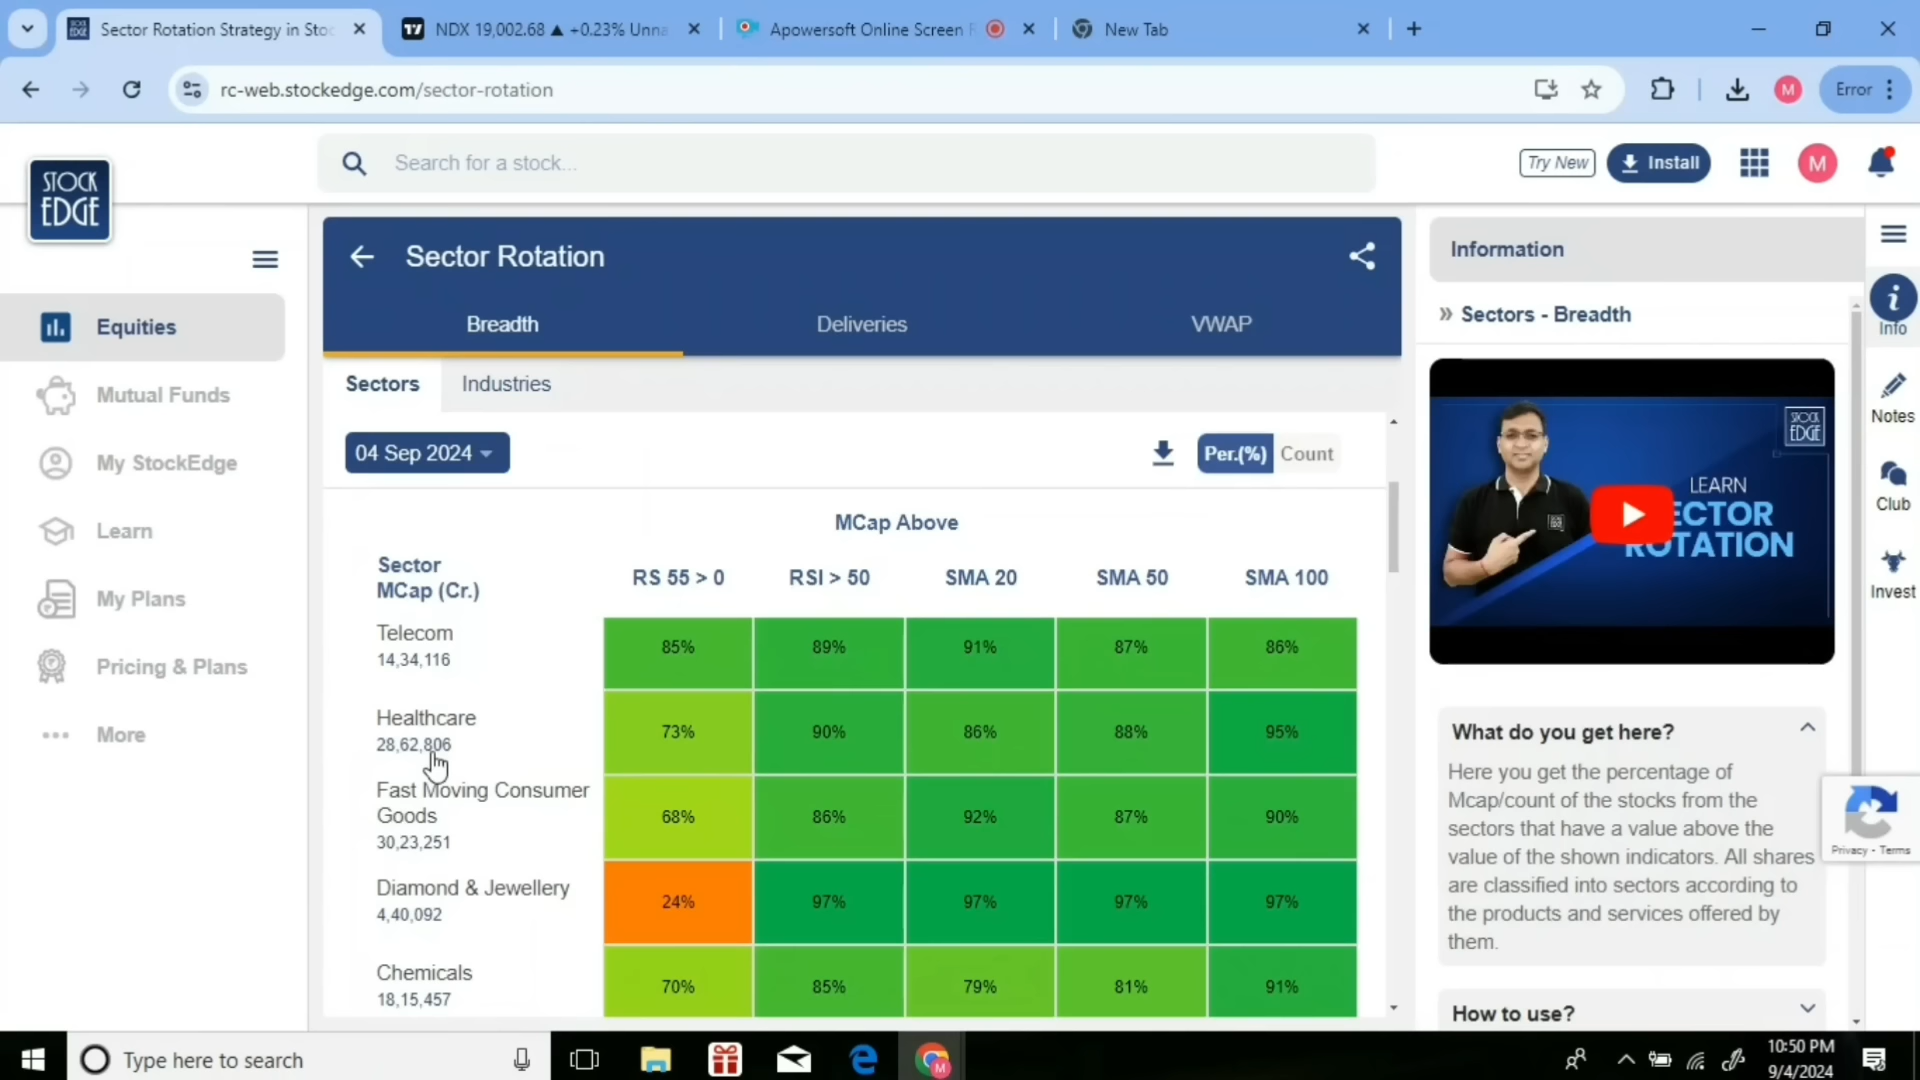 Sector Rotation Strategy in Stoc
NDX 19,002.68 ▲ +0.23% Unna
Apowersoft Online Screen R
New Tab
rc-web.stockedge.com/sector-rotation
M
Error
STOCK
EDGE
Search for a stock...
Try New
Install
M
Equities
Mutual Funds
My StockEdge
Learn
My Plans
Pricing & Plans
More
Sector Rotation
Breadth
Deliveries
VWAP
Sectors
Industries
04 Sep 2024
Per.(%)
Count
MCap Above
Sector
MCap (Cr.)
RS 55 > 0
RSI > 50
SMA 20
SMA 50
SMA 100
Telecom
14,34,116
85%
89%
91%
87%
86%
Healthcare
28,62,806
73%
90%
86%
88%
95%
Fast Moving Consumer
Goods
30,23,251
68%
86%
92%
87%
90%
Diamond & Jewellery
4,40,092
24%
97%
97%
97%
97%
Chemicals
18,15,457
70%
85%
79%
81%
91%
Information
» Sectors - Breadth
STOCK
EDGE
LEARN
SECTOR
ROTATION
What do you get here?
Here you get the percentage of
Mcap/count of the stocks from the
sectors that have a value above the
value of the shown indicators. All shares
are classified into sectors according to
the products and services offered by
them.
How to use?
Info
Notes
Club
Invest
Privacy - Terms
Type here to search
M
10:50 PM
9/4/2024